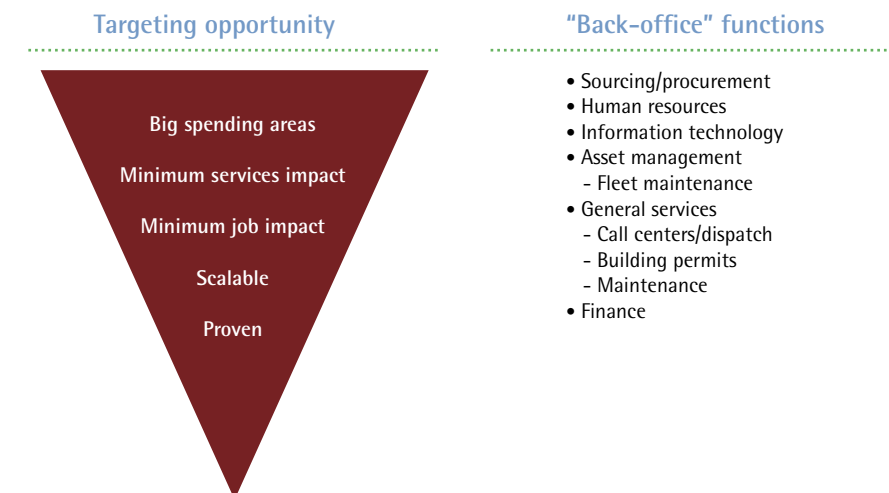 Targeting opportunity
Big spending areas
Minimum services impact
Minimum job impact
Scalable
Proven
“Back-office” functions
• Sourcing/procurement
• Human resources
• Information technology
• Asset management
- Fleet maintenance
• General services
- Call centers/dispatch
- Building permits
- Maintenance
• Finance